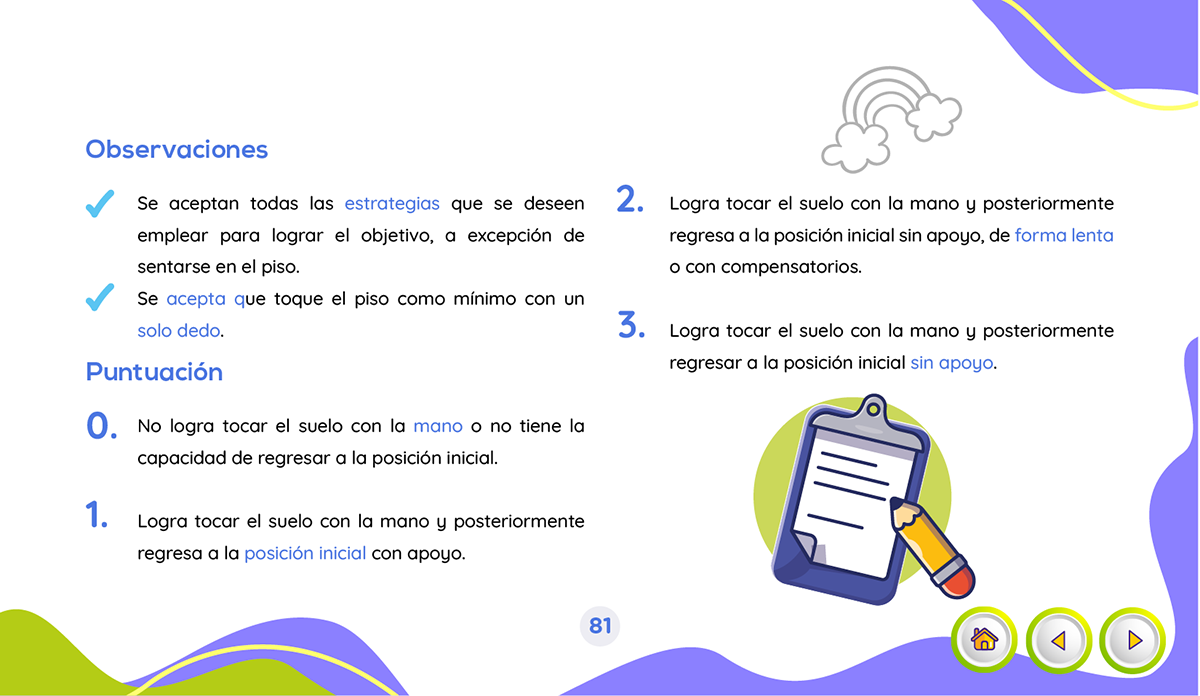 Observaciones
Se aceptan todas las estrategias que se deseen
emplear para lograr el objetivo, a excepción de
sentarse en el piso.
Se acepta que toque el piso como mínimo con un
solo dedo.
Puntuación
0. No logra tocar el suelo con la mano o no tiene la
capacidad de regresar a la posición inicial.
1. Logra tocar el suelo con la mano y posteriormente
regresa a la posición inicial con apoyo.
2. Logra tocar el suelo con la mano y posteriormente
regresa a la posición inicial sin apoyo, de forma lenta
o con compensatorios.
3. Logra tocar el suelo con la mano y posteriormente
regresar a la posición inicial sin apoyo.
81